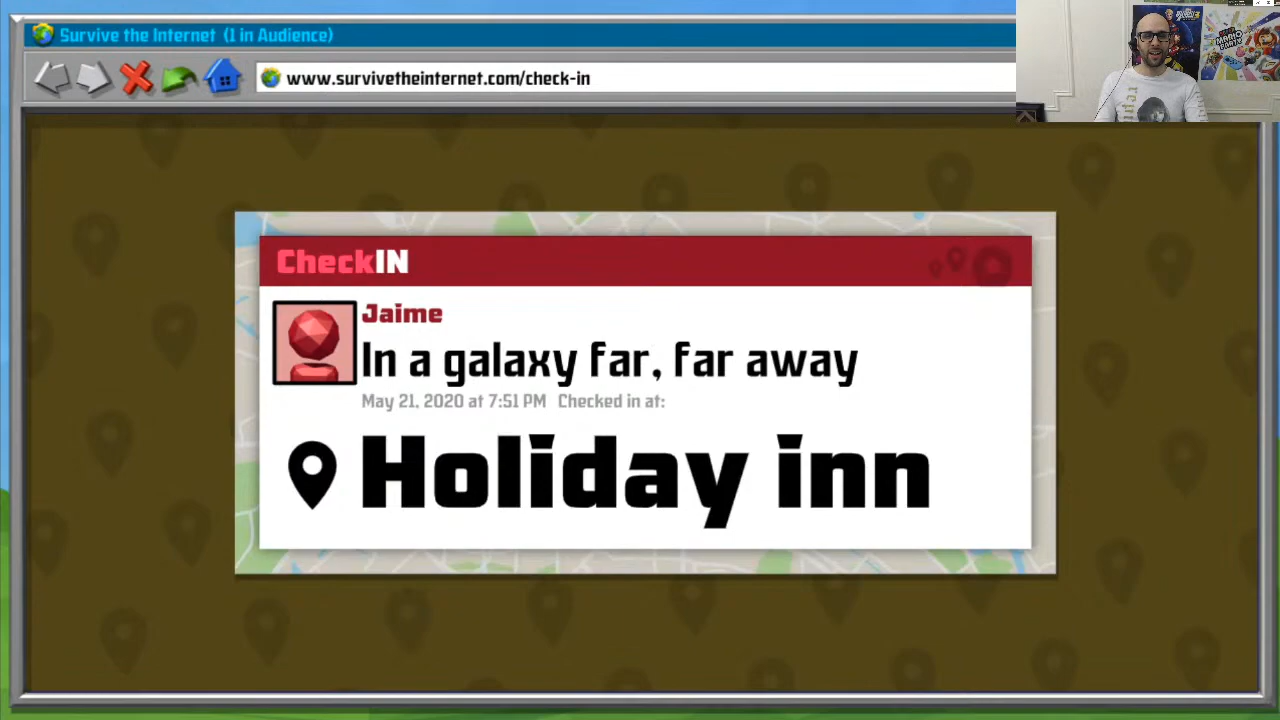 Survive the Internet (1 in Audience)
www.survivetheinternet.com/check-in
CheckIN
Jaime
In a galaxy far, far away
May 21, 2020 at 7:51 PM Checked in at:
Holiday inn